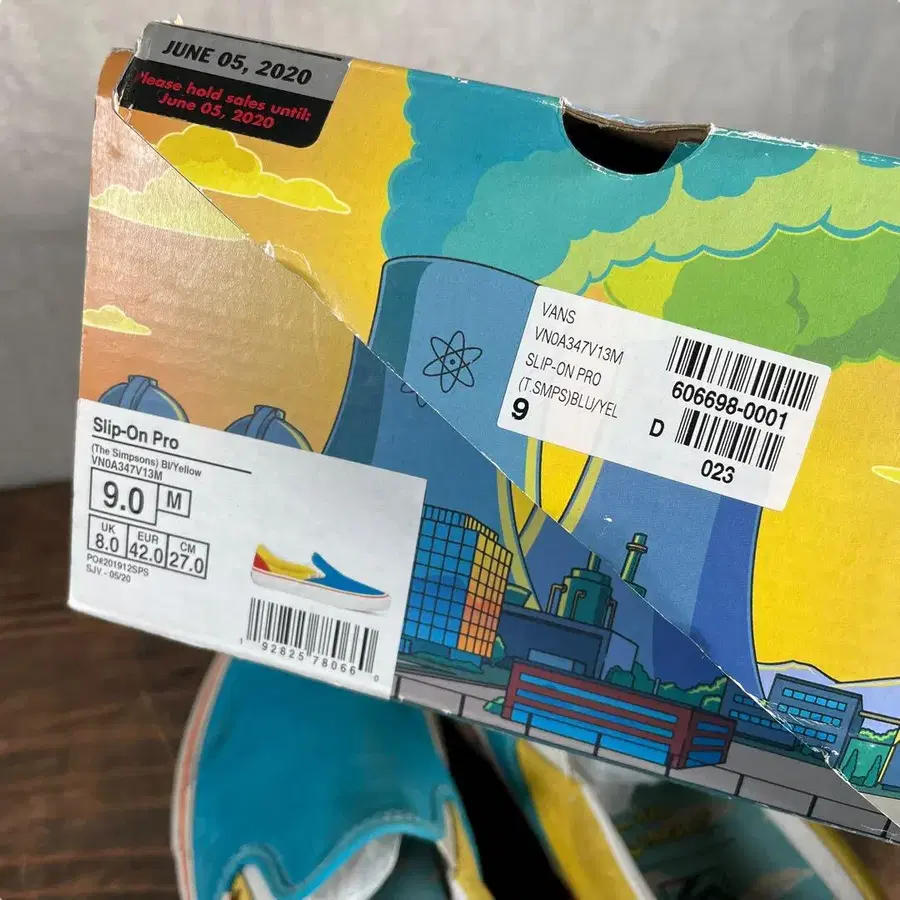 JUNE 05, 2020
Please hold sales until:
June 05, 2020
VANS
VN0A347V13M
SLIP-ON PRO
(T.SMPS)BLU/YEL
9
606698-0001
D
023
Slip-On Pro
(The Simpsons) Bl/Yellow
VN0A347V13M
9.0 M
UK EUR CM
8.0 42.0 27.0
PO#201912SPS
SJV - 05/20
1 92825 78066 0